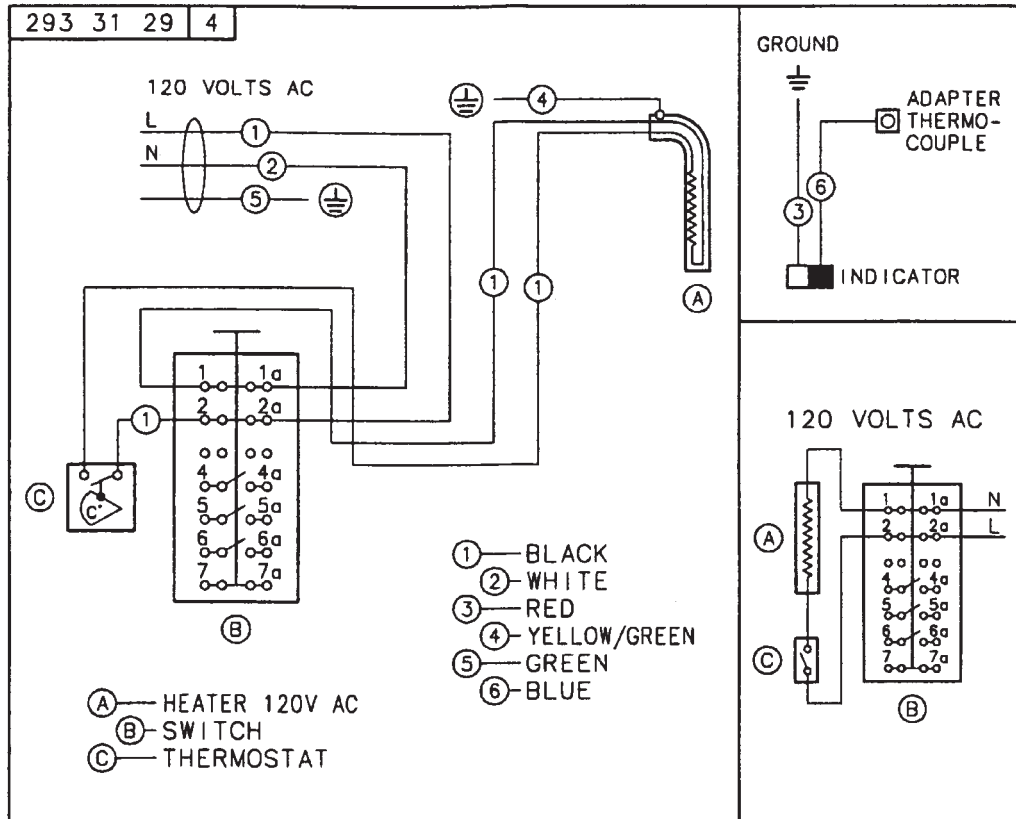 293 31 29 4
120 VOLTS AC
L
1
N
2
5
4
1
1
A
1 1a
2 2a
1
4 4a
5 5a
6 6a
7 7a
C
C°
B
1 BLACK
2 WHITE
3 RED
4 YELLOW/GREEN
5 GREEN
6 BLUE
A HEATER 120V AC
B SWITCH
C THERMOSTAT
GROUND
ADAPTER
THERMO-
COUPLE
6
3
INDICATOR
120 VOLTS AC
A
1 1a N
2 2a L
4 4a
5 5a
6 6a
7 7a
C
B